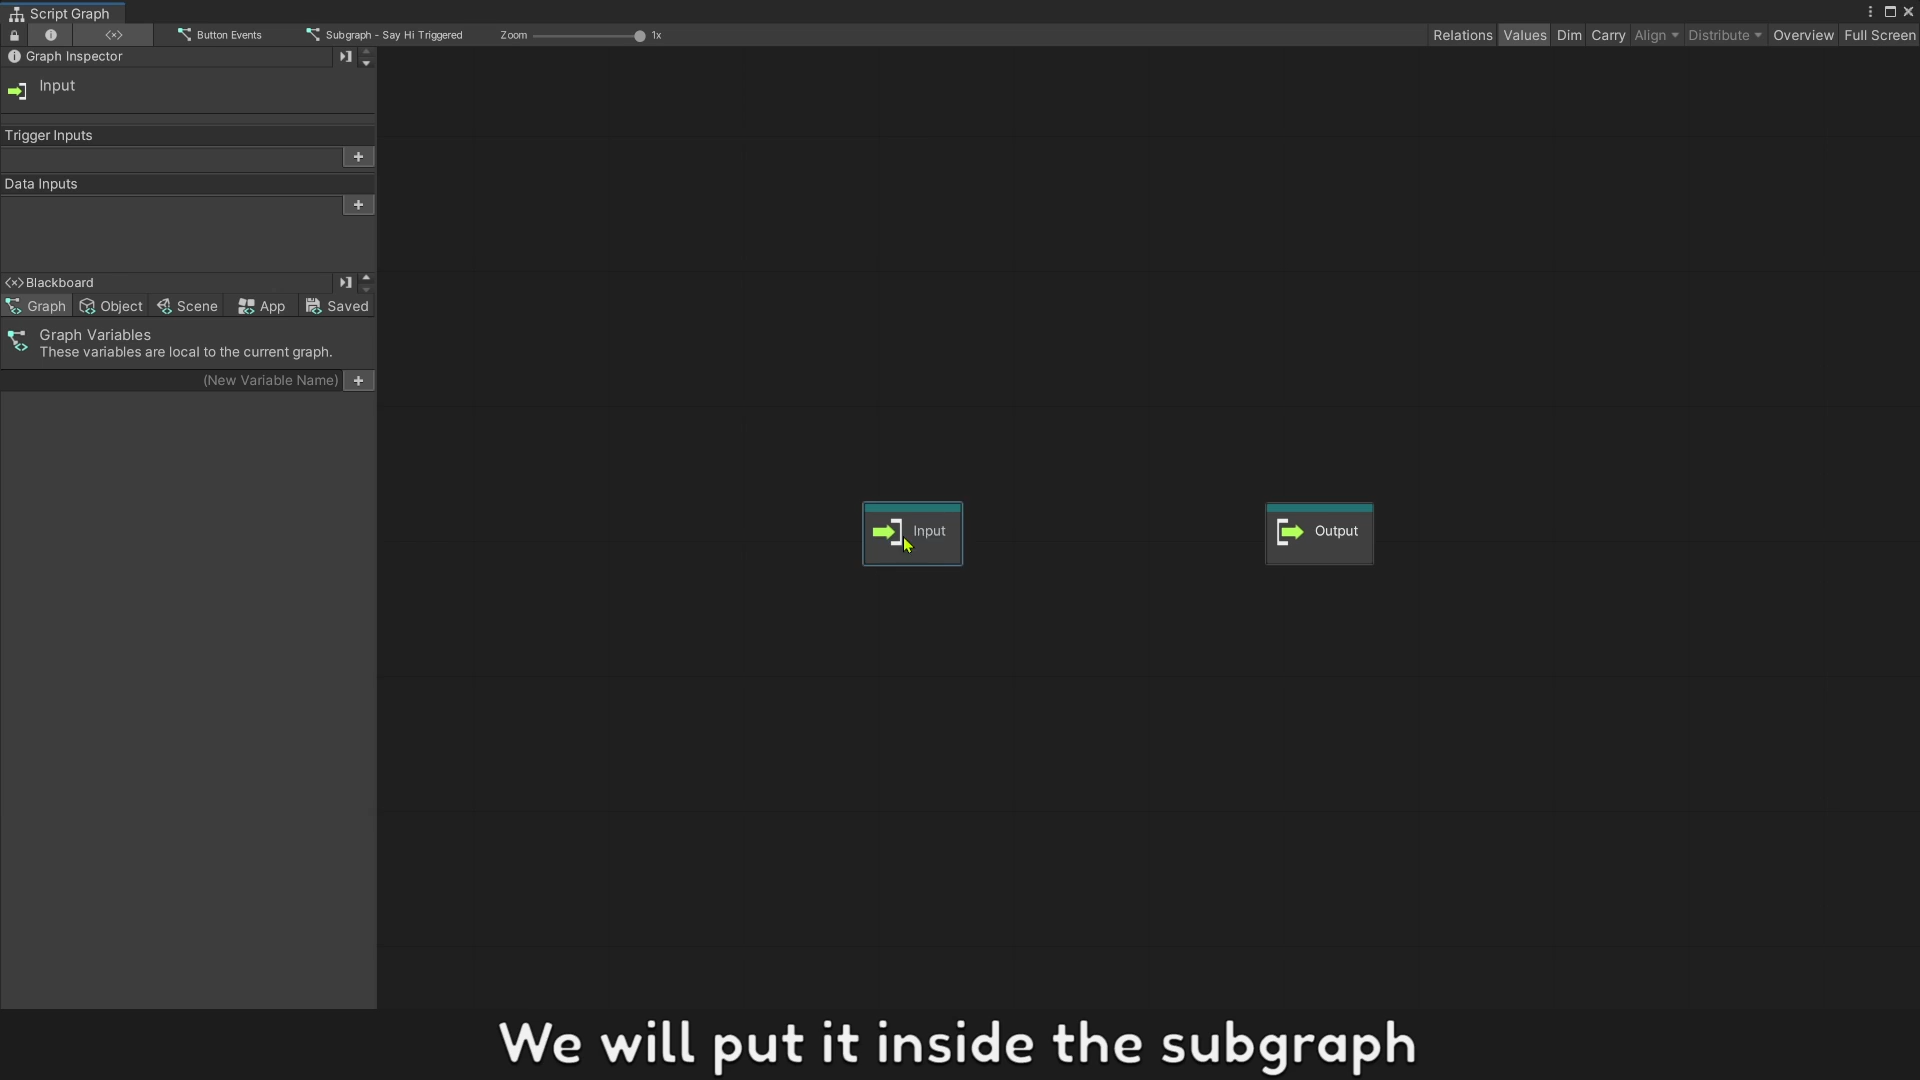 Script Graph
Button Events
Subgraph - Say Hi Triggered
Zoom
1x
Relations
Values
Dim
Carry
Align
Distribute
Overview
Full Screen
Graph Inspector
Input
Trigger Inputs
Data Inputs
Blackboard
Graph
Object
Scene
App
Saved
Graph Variables
These variables are local to the current graph.
(New Variable Name)
Input
Output
We will put it inside the subgraph